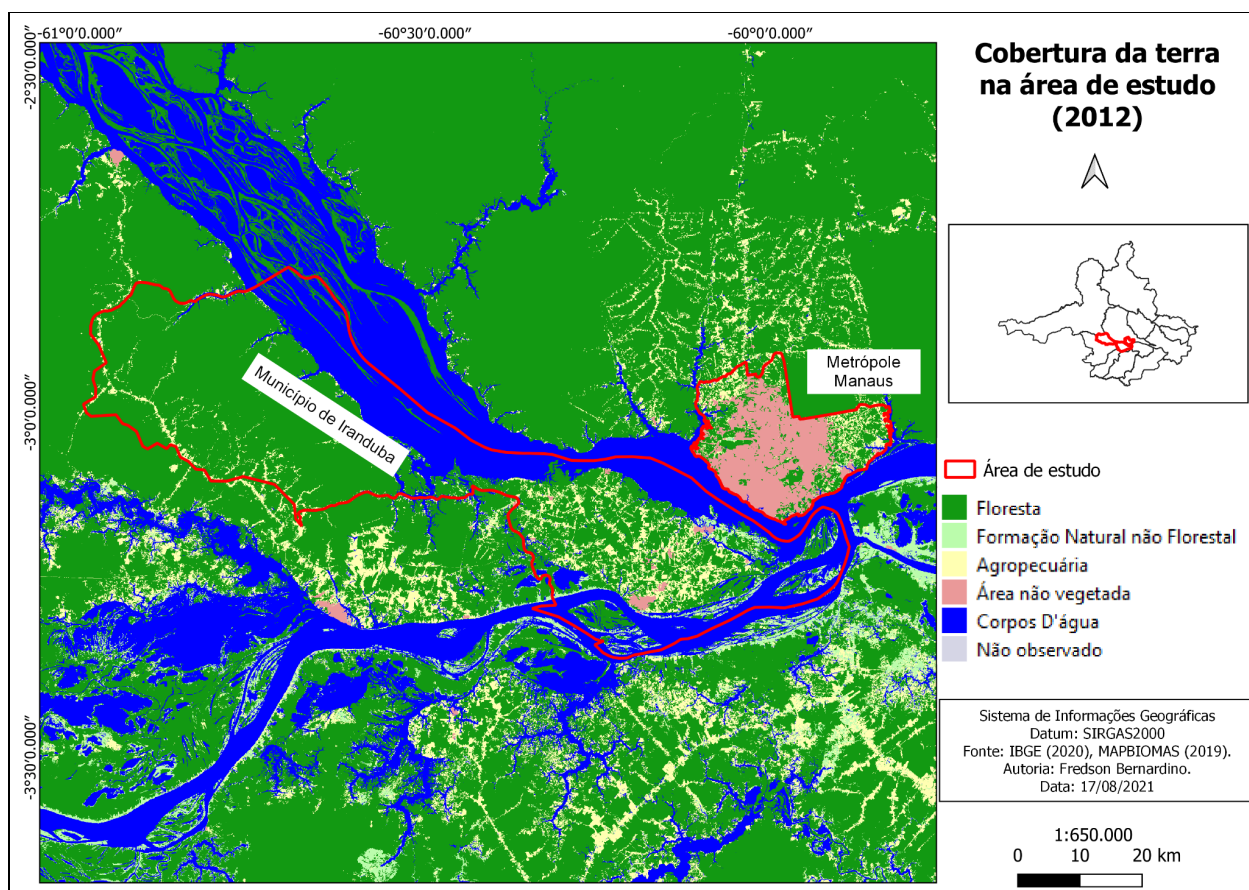 -61°0'0.000"
-60°30'0.000"
-60°0'0.000"
-2°30'0.000"
-3°0'0.000"
-3°30'0.000"
Município de Iranduba
Metrópole
Manaus
Cobertura da terra
na área de estudo
(2012)
Área de estudo
Floresta
Formação Natural não Florestal
Agropecuária
Área não vegetada
Corpos D'água
Não observado
Sistema de Informações Geográficas
Datum: SIRGAS2000
Fonte: IBGE (2020), MAPBIOMAS (2019).
Autoria: Fredson Bernardino.
Data: 17/08/2021
1:650.000
0 10 20 km